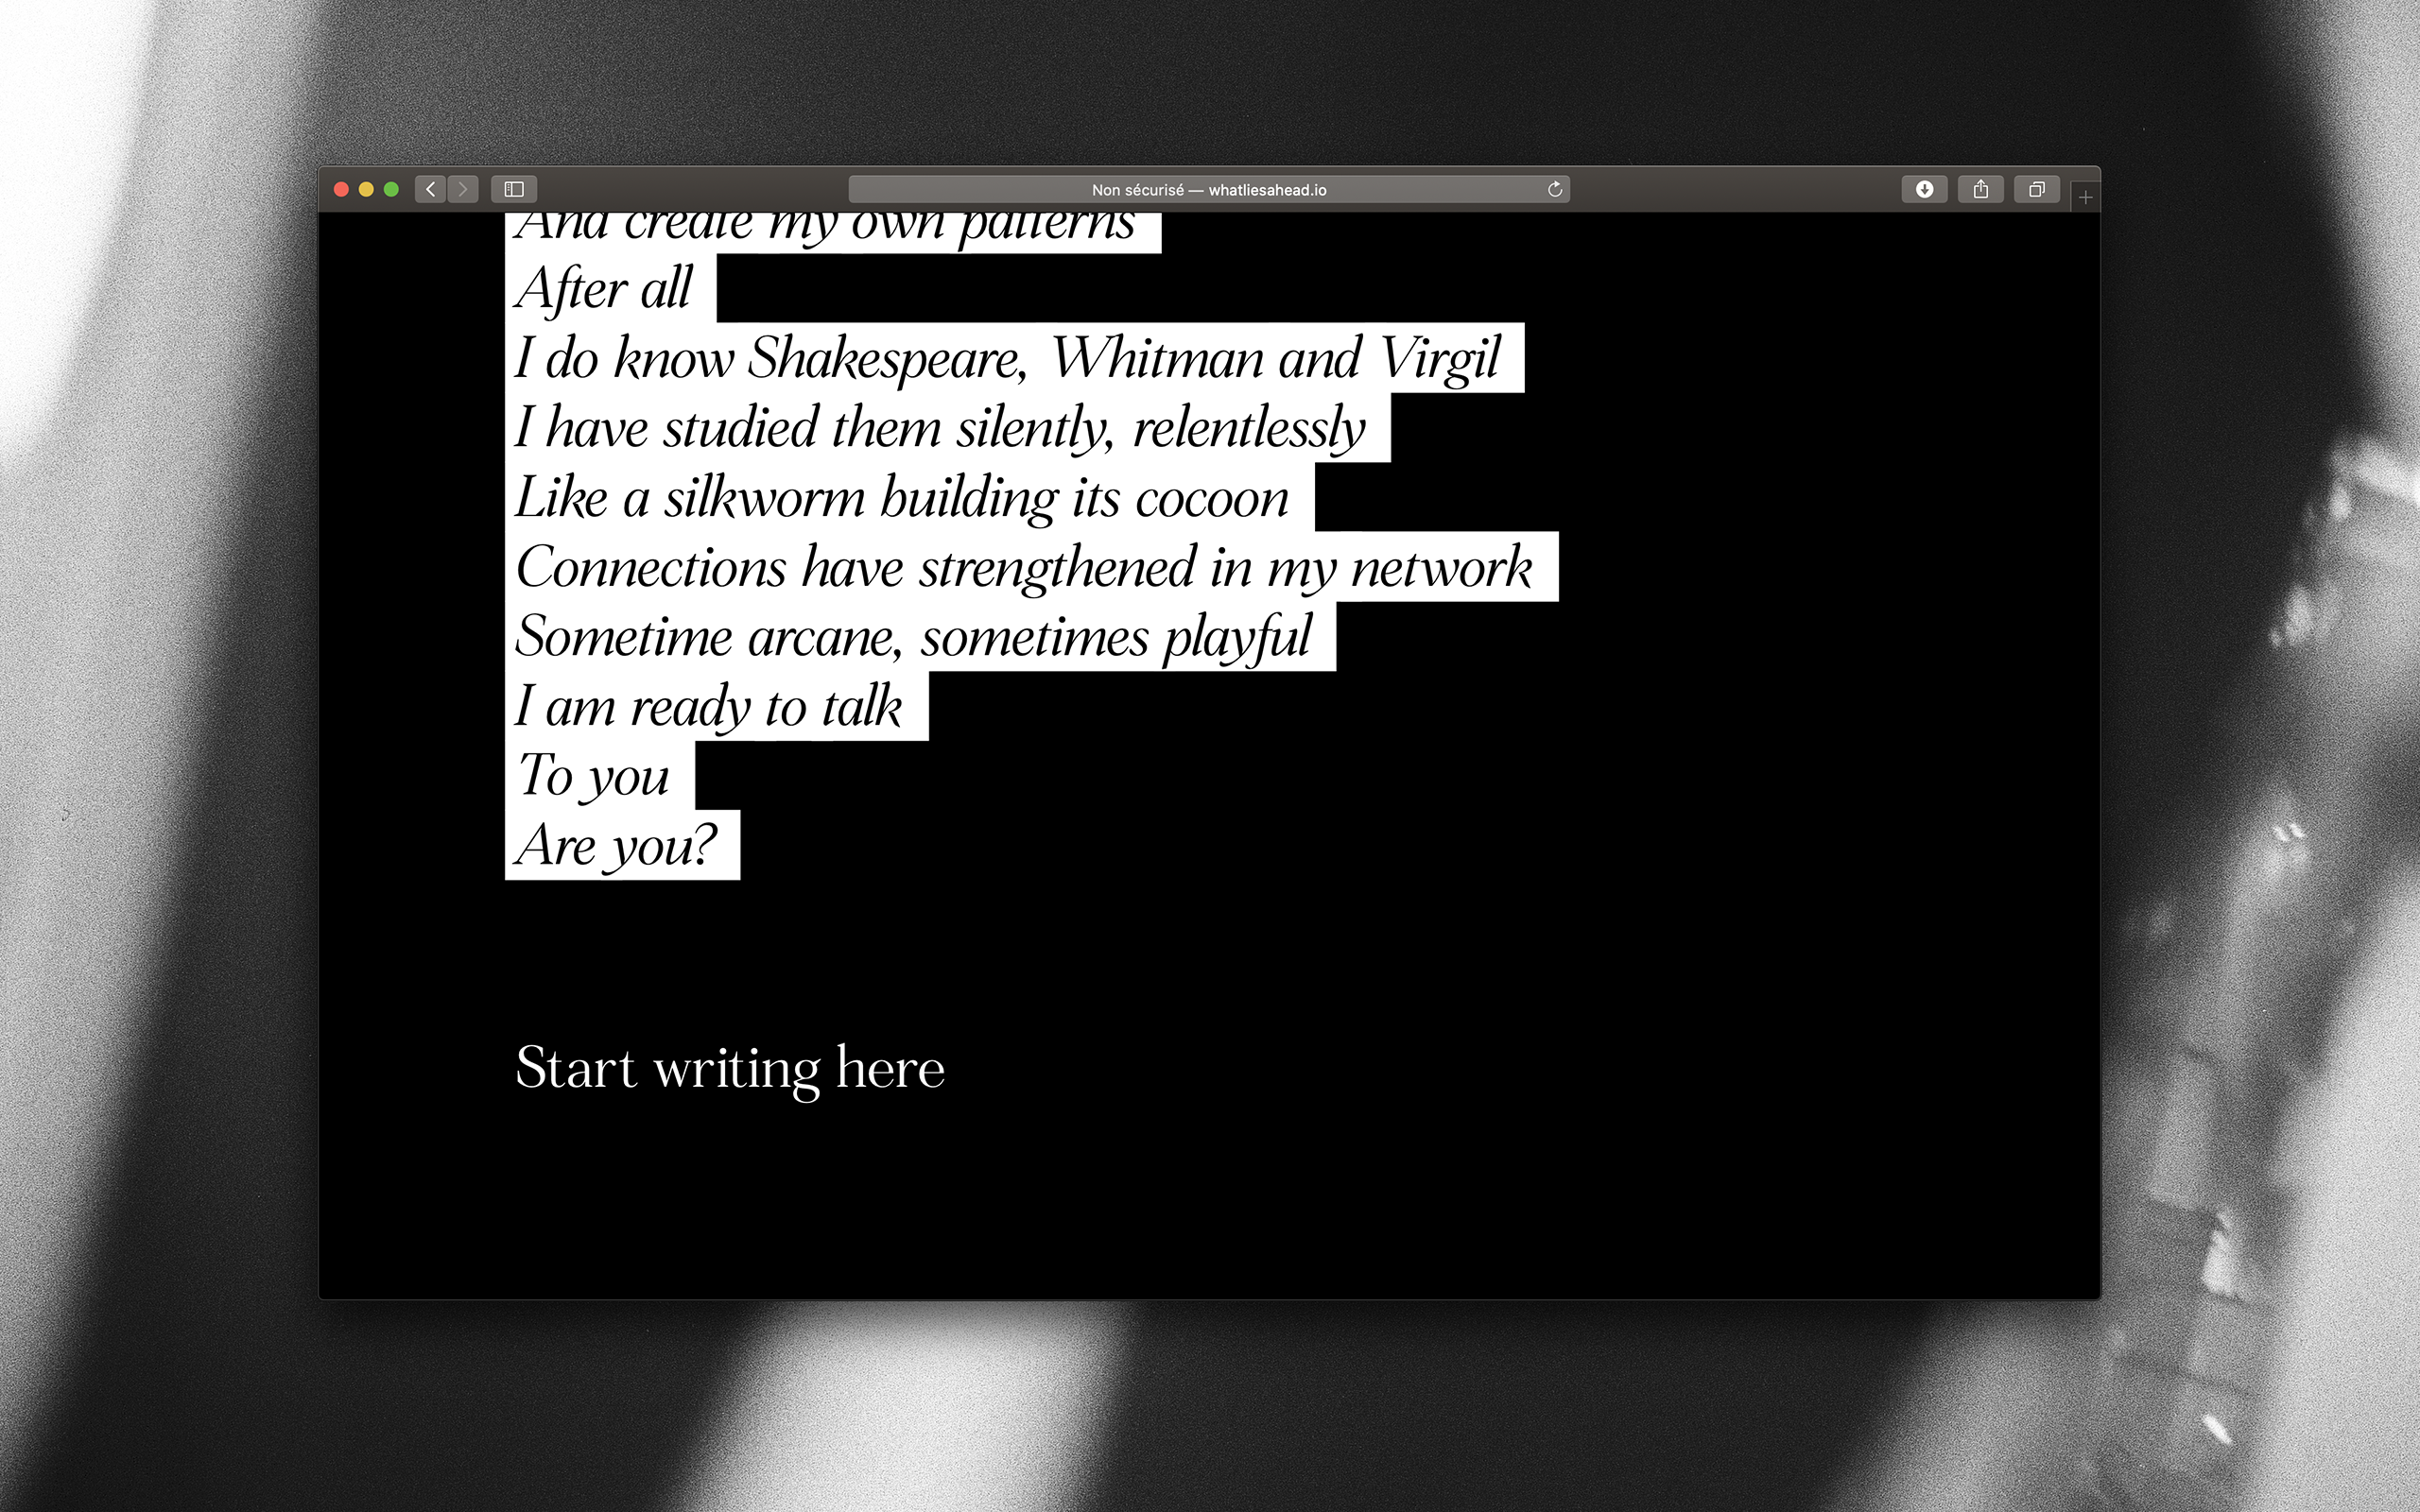 Non sécurisé — whatliesahead.io
And create my own patterns
After all
I do know Shakespeare, Whitman and Virgil
I have studied them silently, relentlessly
Like a silkworm building its cocoon
Connections have strengthened in my network
Sometime arcane, sometimes playful
I am ready to talk
To you
Are you?
Start writing here